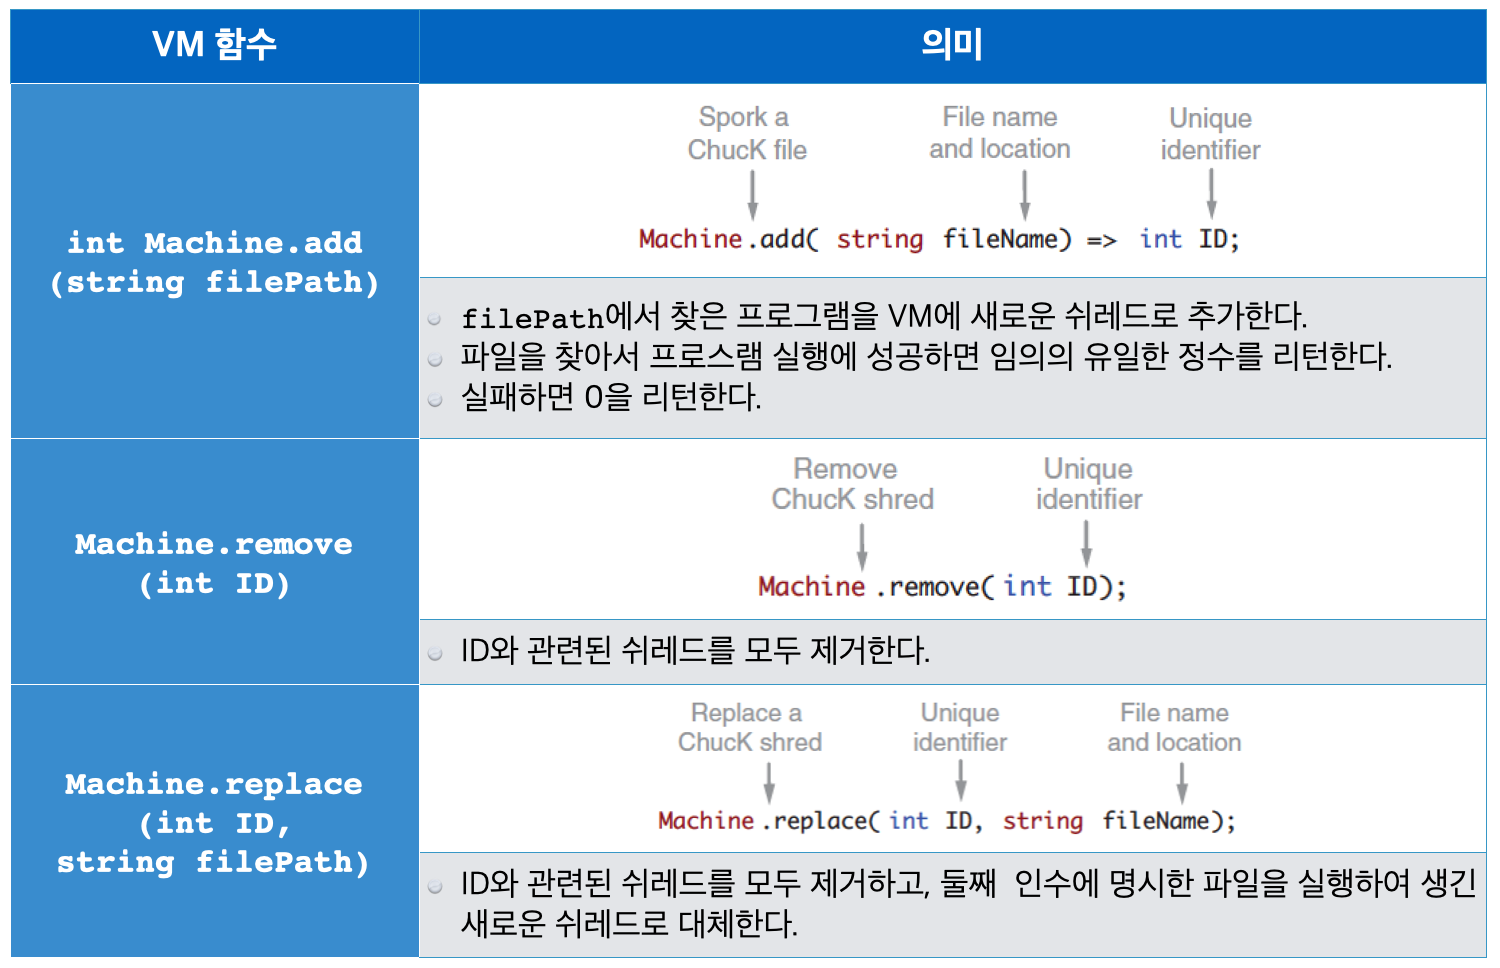 VM 함수
의미
int Machine.add
(string filePath)
Spork a
ChucK file
File name
and location
Unique
identifier
Machine.add( string fileName) => int ID;
filePath에서 찾은 프로그램을 VM에 새로운 쉬레드로 추가한다.
파일을 찾아서 프로스램 실행에 성공하면 임의의 유일한 정수를 리턴한다.
실패하면 0을 리턴한다.
Machine.remove
(int ID)
Remove
ChucK shred
Unique
identifier
Machine.remove( int ID);
ID와 관련된 쉬레드를 모두 제거한다.
Machine.replace
(int ID,
string filePath)
Replace a
ChucK shred
Unique
identifier
File name
and location
Machine.replace( int ID, string fileName);
ID와 관련된 쉬레드를 모두 제거하고, 둘째 인수에 명시한 파일을 실행하여 생긴
새로운 쉬레드로 대체한다.